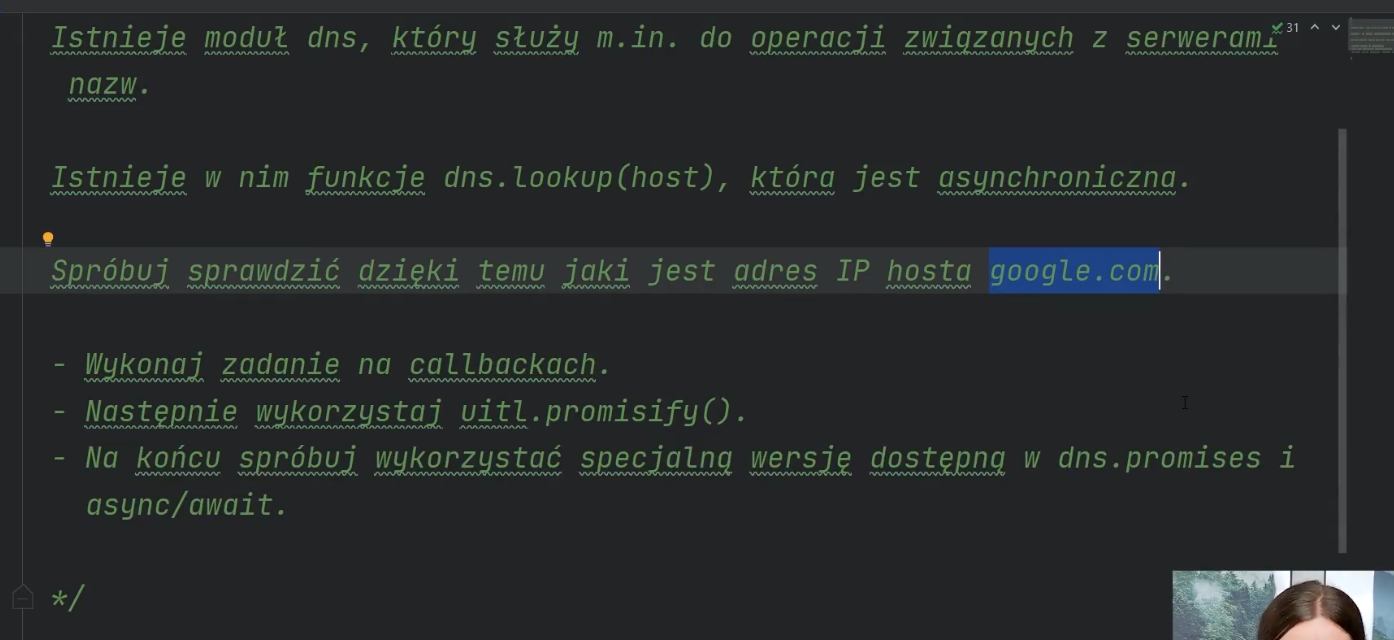 Istnieje moduł dns, który służy m.in. do operacji związanych z serwerami
nazw.
31
Istnieje w nim funkcje dns.lookup(host), która jest asynchroniczna.
Spróbuj sprawdzić dzięki temu jaki jest adres IP hosta google.com.
- Wykonaj zadanie na callbackach.
- Następnie wykorzystaj uitl.promisify().
- Na końcu spróbuj wykorzystać specjalną wersję dostępną w dns.promises i
async/await.
*/